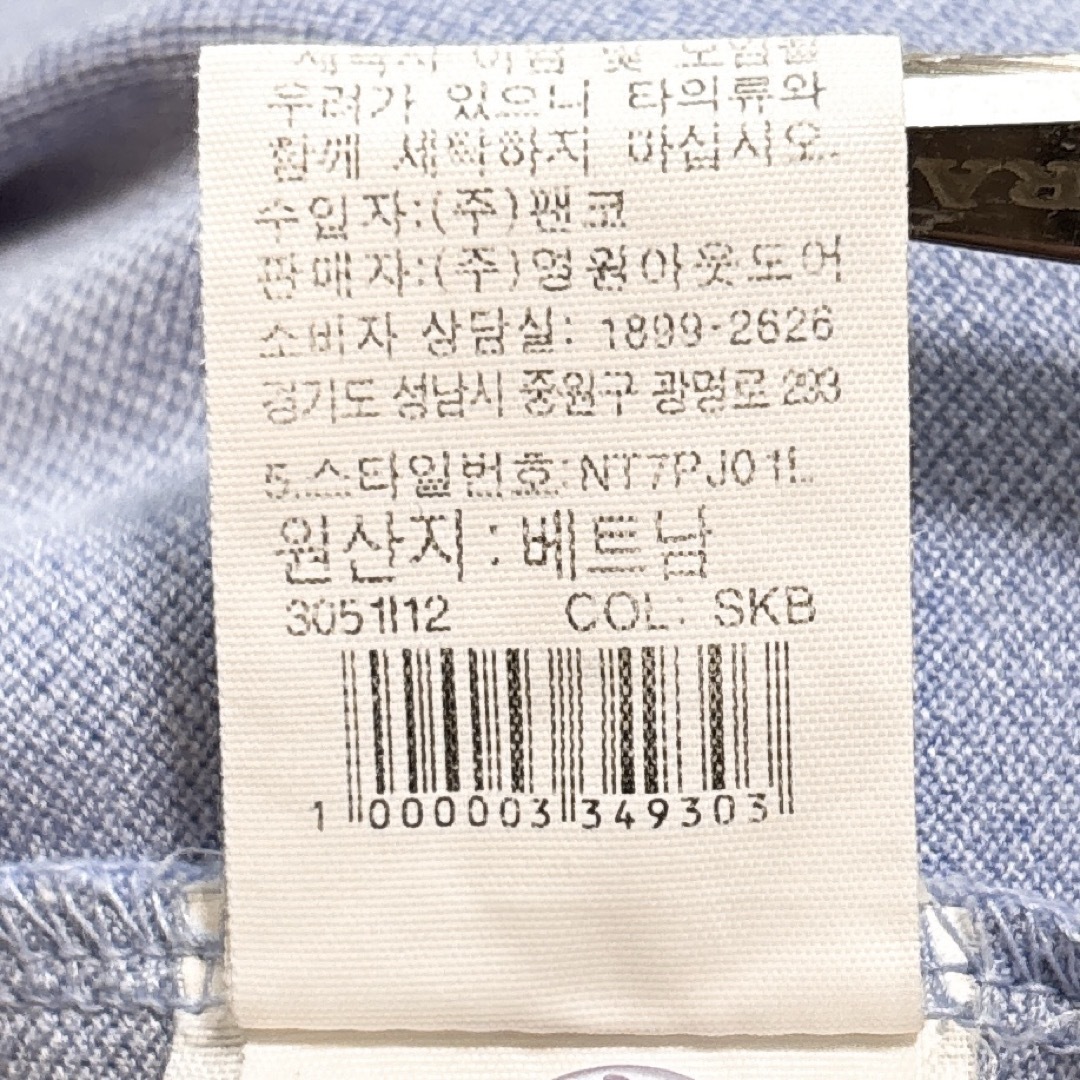 우려가 있으니 타의류와
함께 세탁하지 마십시오.
수입자:(주)팬코
판매자:(주)영원아웃도어
소비자 상담실: 1899-2626
경기도 성남시 중원구 광명로 293
5.스타일번호:NT7PJ01L
원산지 : 베트남
3051I12 COL: SKB
1 000003 349303